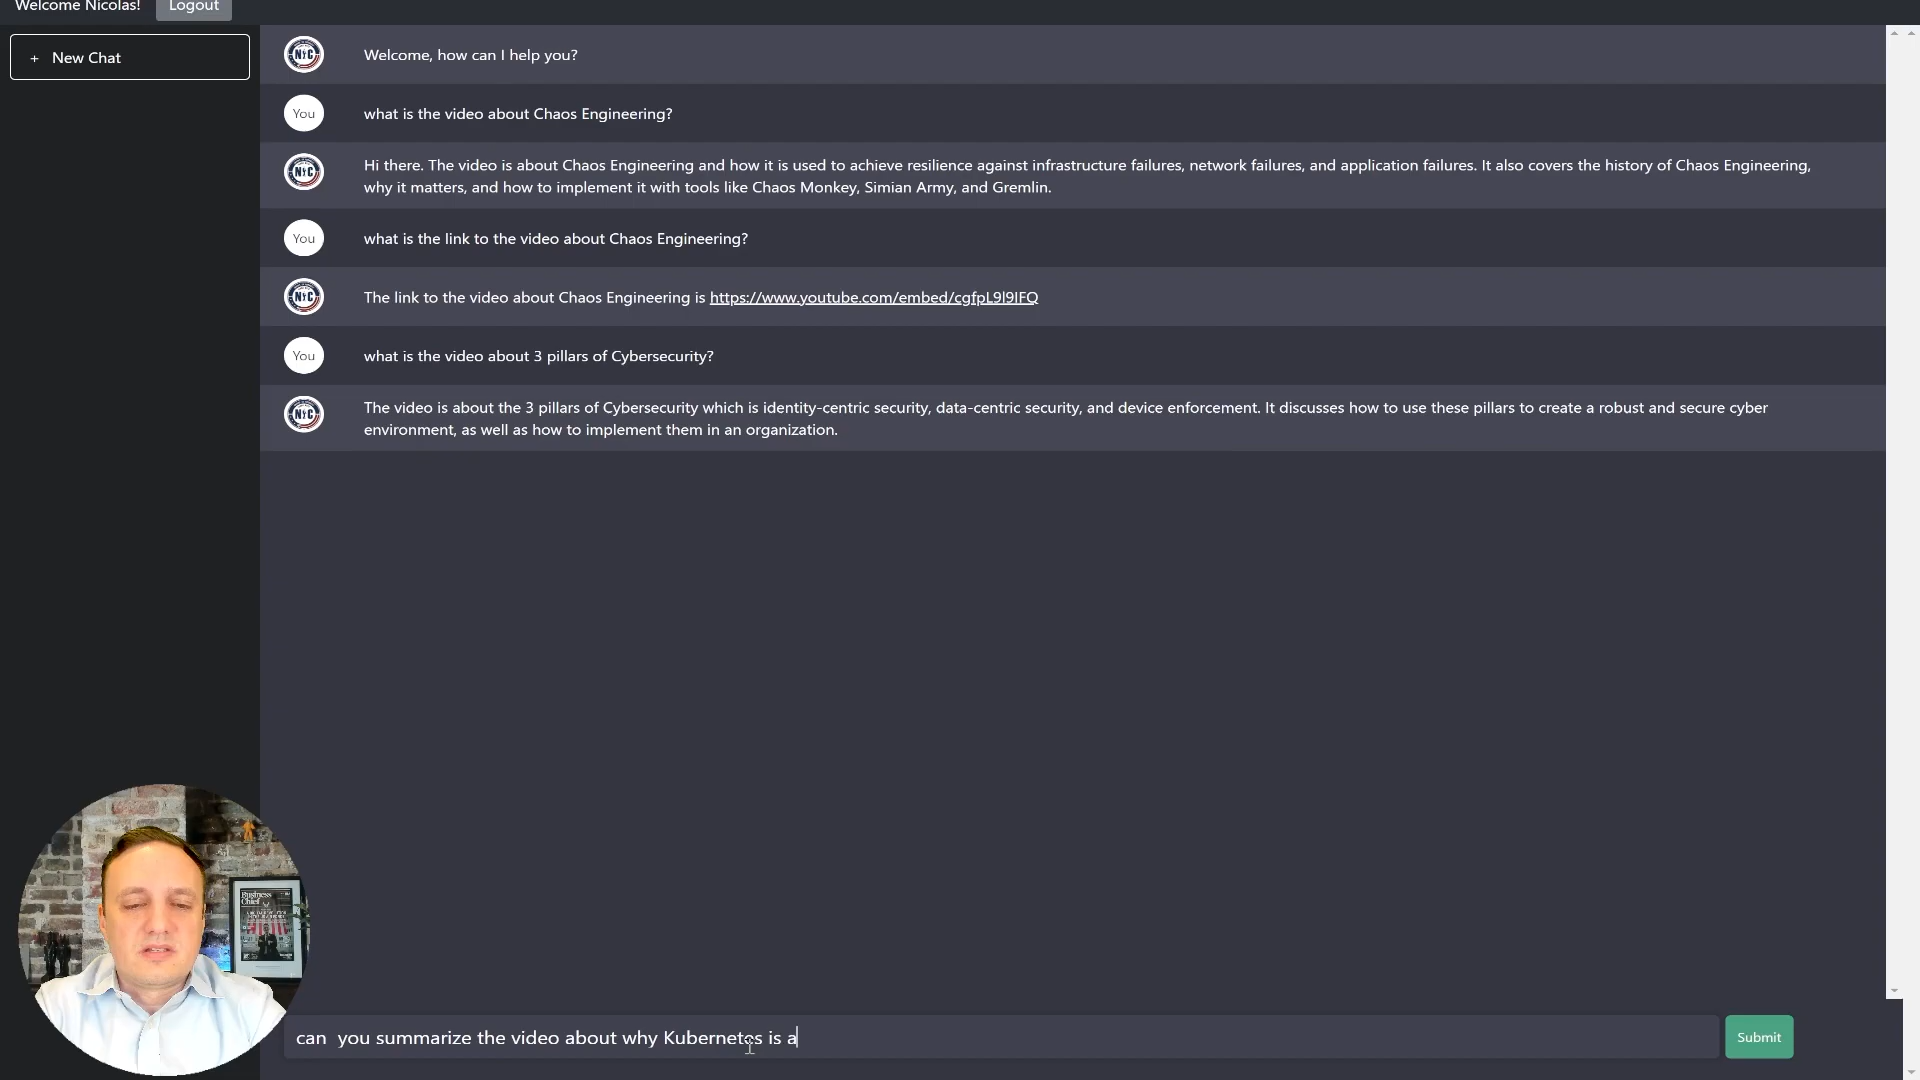 Welcome Nicolas!
Logout
+ New Chat
Welcome, how can I help you?
You
what is the video about Chaos Engineering?
Hi there. The video is about Chaos Engineering and how it is used to achieve resilience against infrastructure failures, network failures, and application failures. It also covers the history of Chaos Engineering,
why it matters, and how to implement it with tools like Chaos Monkey, Simian Army, and Gremlin.
You
what is the link to the video about Chaos Engineering?
The link to the video about Chaos Engineering is https://www.youtube.com/embed/cgfpL9l9IFQ
You
what is the video about 3 pillars of Cybersecurity?
The video is about the 3 pillars of Cybersecurity which is identity-centric security, data-centric security, and device enforcement. It discusses how to use these pillars to create a robust and secure cyber
environment, as well as how to implement them in an organization.
Business
Chief
can  you summarize the video about why Kubernetes is a
Submit